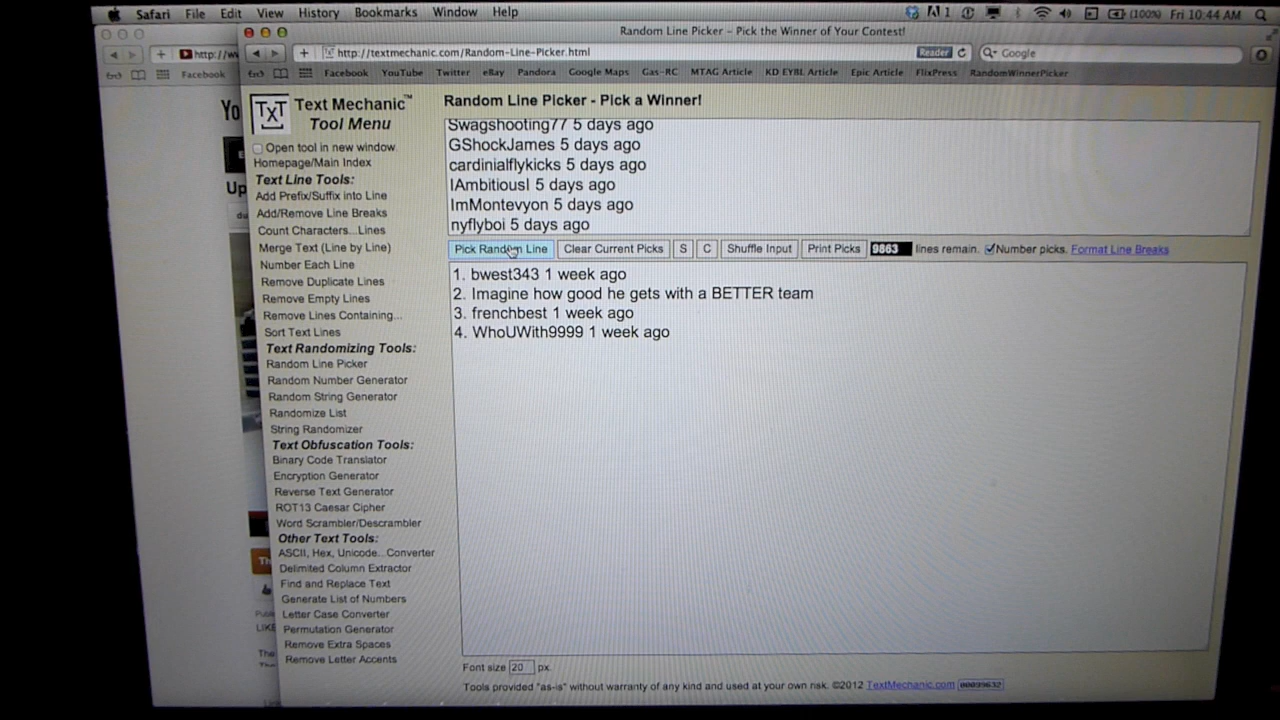 Safari File Edit View History Bookmarks Window Help 1 (100%) Fri 10:44 AM
Random Line Picker – Pick the Winner of Your Contest!
http://ww
http://textmechanic.com/Random-Line-Picker.html Reader Google
Facebook
Facebook YouTube Twitter eBay Pandora Google Maps Gas-RC MTAG Article KD EYBL Article Epic Article FlixPress RandomWinnerPicker
Yo
Up
TxT Text Mechanic™
Tool Menu
Open tool in new window
Homepage/Main Index
Text Line Tools:
Add Prefix/Suffix into Line
Add/Remove Line Breaks
Count Characters...Lines
Merge Text (Line by Line)
Number Each Line
Remove Duplicate Lines
Remove Empty Lines
Remove Lines Containing...
Sort Text Lines
Text Randomizing Tools:
Random Line Picker
Random Number Generator
Random String Generator
Randomize List
String Randomizer
Text Obfuscation Tools:
Binary Code Translator
Encryption Generator
Reverse Text Generator
ROT13 Caesar Cipher
Word Scrambler/Descrambler
Other Text Tools:
ASCII, Hex, Unicode...Converter
Delimited Column Extractor
Find and Replace Text
Generate List of Numbers
Letter Case Converter
Permutation Generator
Remove Extra Spaces
Remove Letter Accents
Random Line Picker - Pick a Winner!
Swagshooting77 5 days ago
GShockJames 5 days ago
cardinialflykicks 5 days ago
IAmbitiousI 5 days ago
ImMontevyon 5 days ago
nyflyboi 5 days ago
Pick Random Line Clear Current Picks S C Shuffle Input Print Picks 9863 lines remain. Number picks. Format Line Breaks
1. bwest343 1 week ago
2. Imagine how good he gets with a BETTER team
3. frenchbest 1 week ago
4. WhoUWith9999 1 week ago
Font size 20 px.
Tools provided "as-is" without warranty of any kind and used at your own risk. ©2012 TextMechanic.com